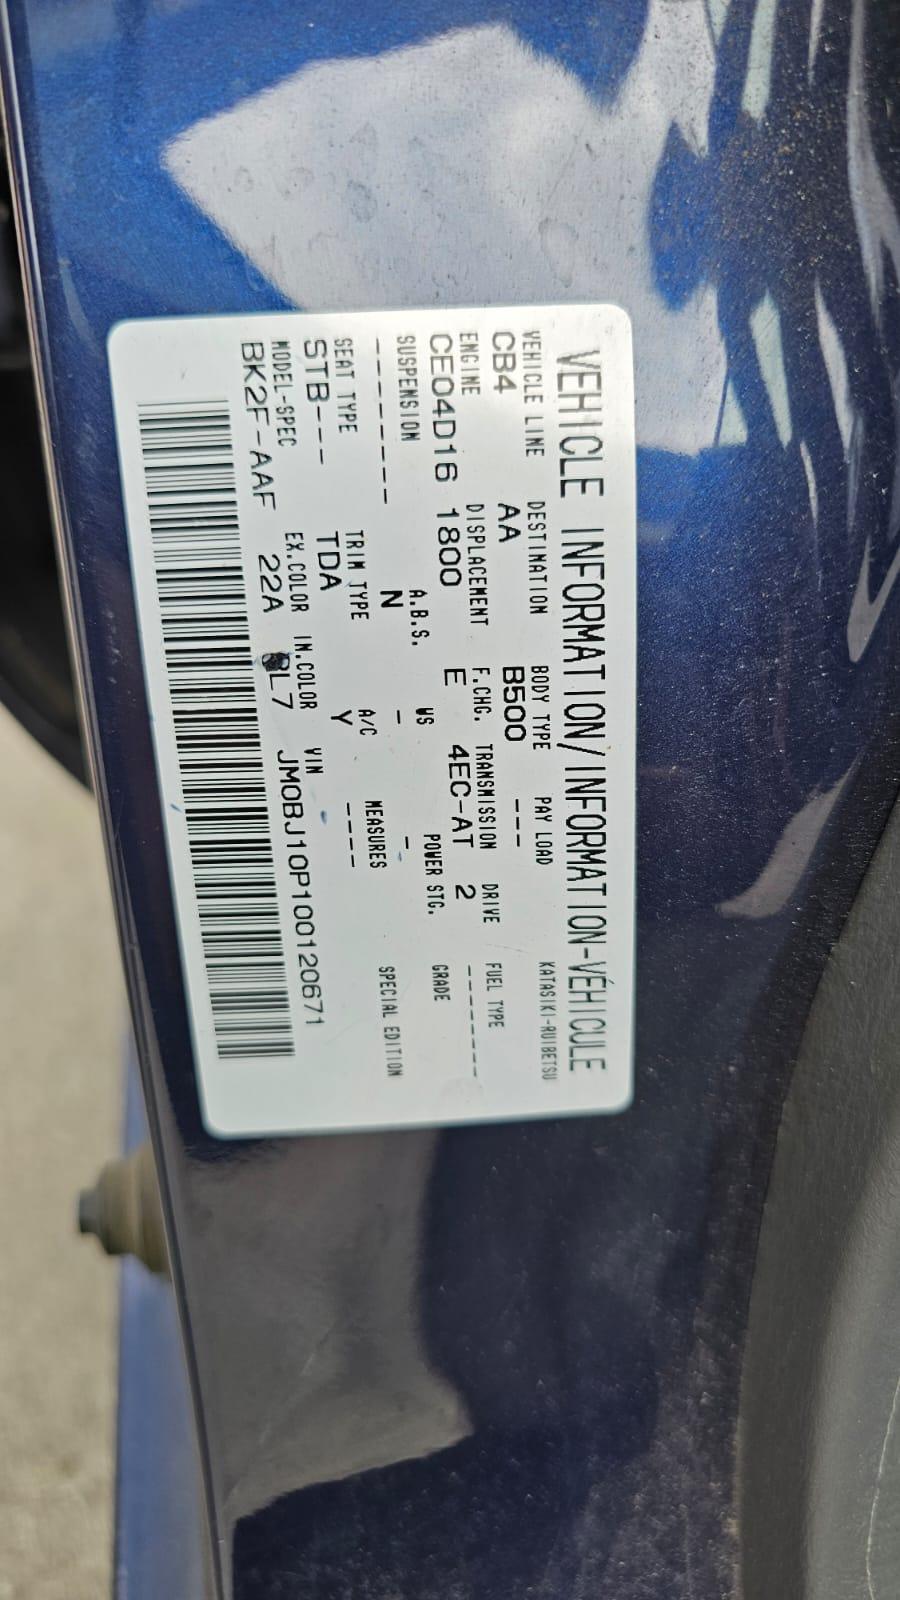 VEHICLE INFORMATION/INFORMATION-VÉHICULE
VEHICLE LINE DESTINATION BODY TYPE PAY LOAD KATASIKI-RUIBETSU
CB4 AA B500 ---
ENGINE DISPLACEMENT F.CHG. TRANSMISSION DRIVE FUEL TYPE
CE04D16 1800 E 4EC-AT 2 --------
SUSPENSION A.B.S. WS POWER STG. GRADE
------- N - -
SEAT TYPE TRIM TYPE A/C MEASURES SPECIAL EDITION
STB--- TDA Y ----
MODEL-SPEC EX.COLOR IN.COLOR VIN
BK2F-AAF 22A JM0BJ10P100120671